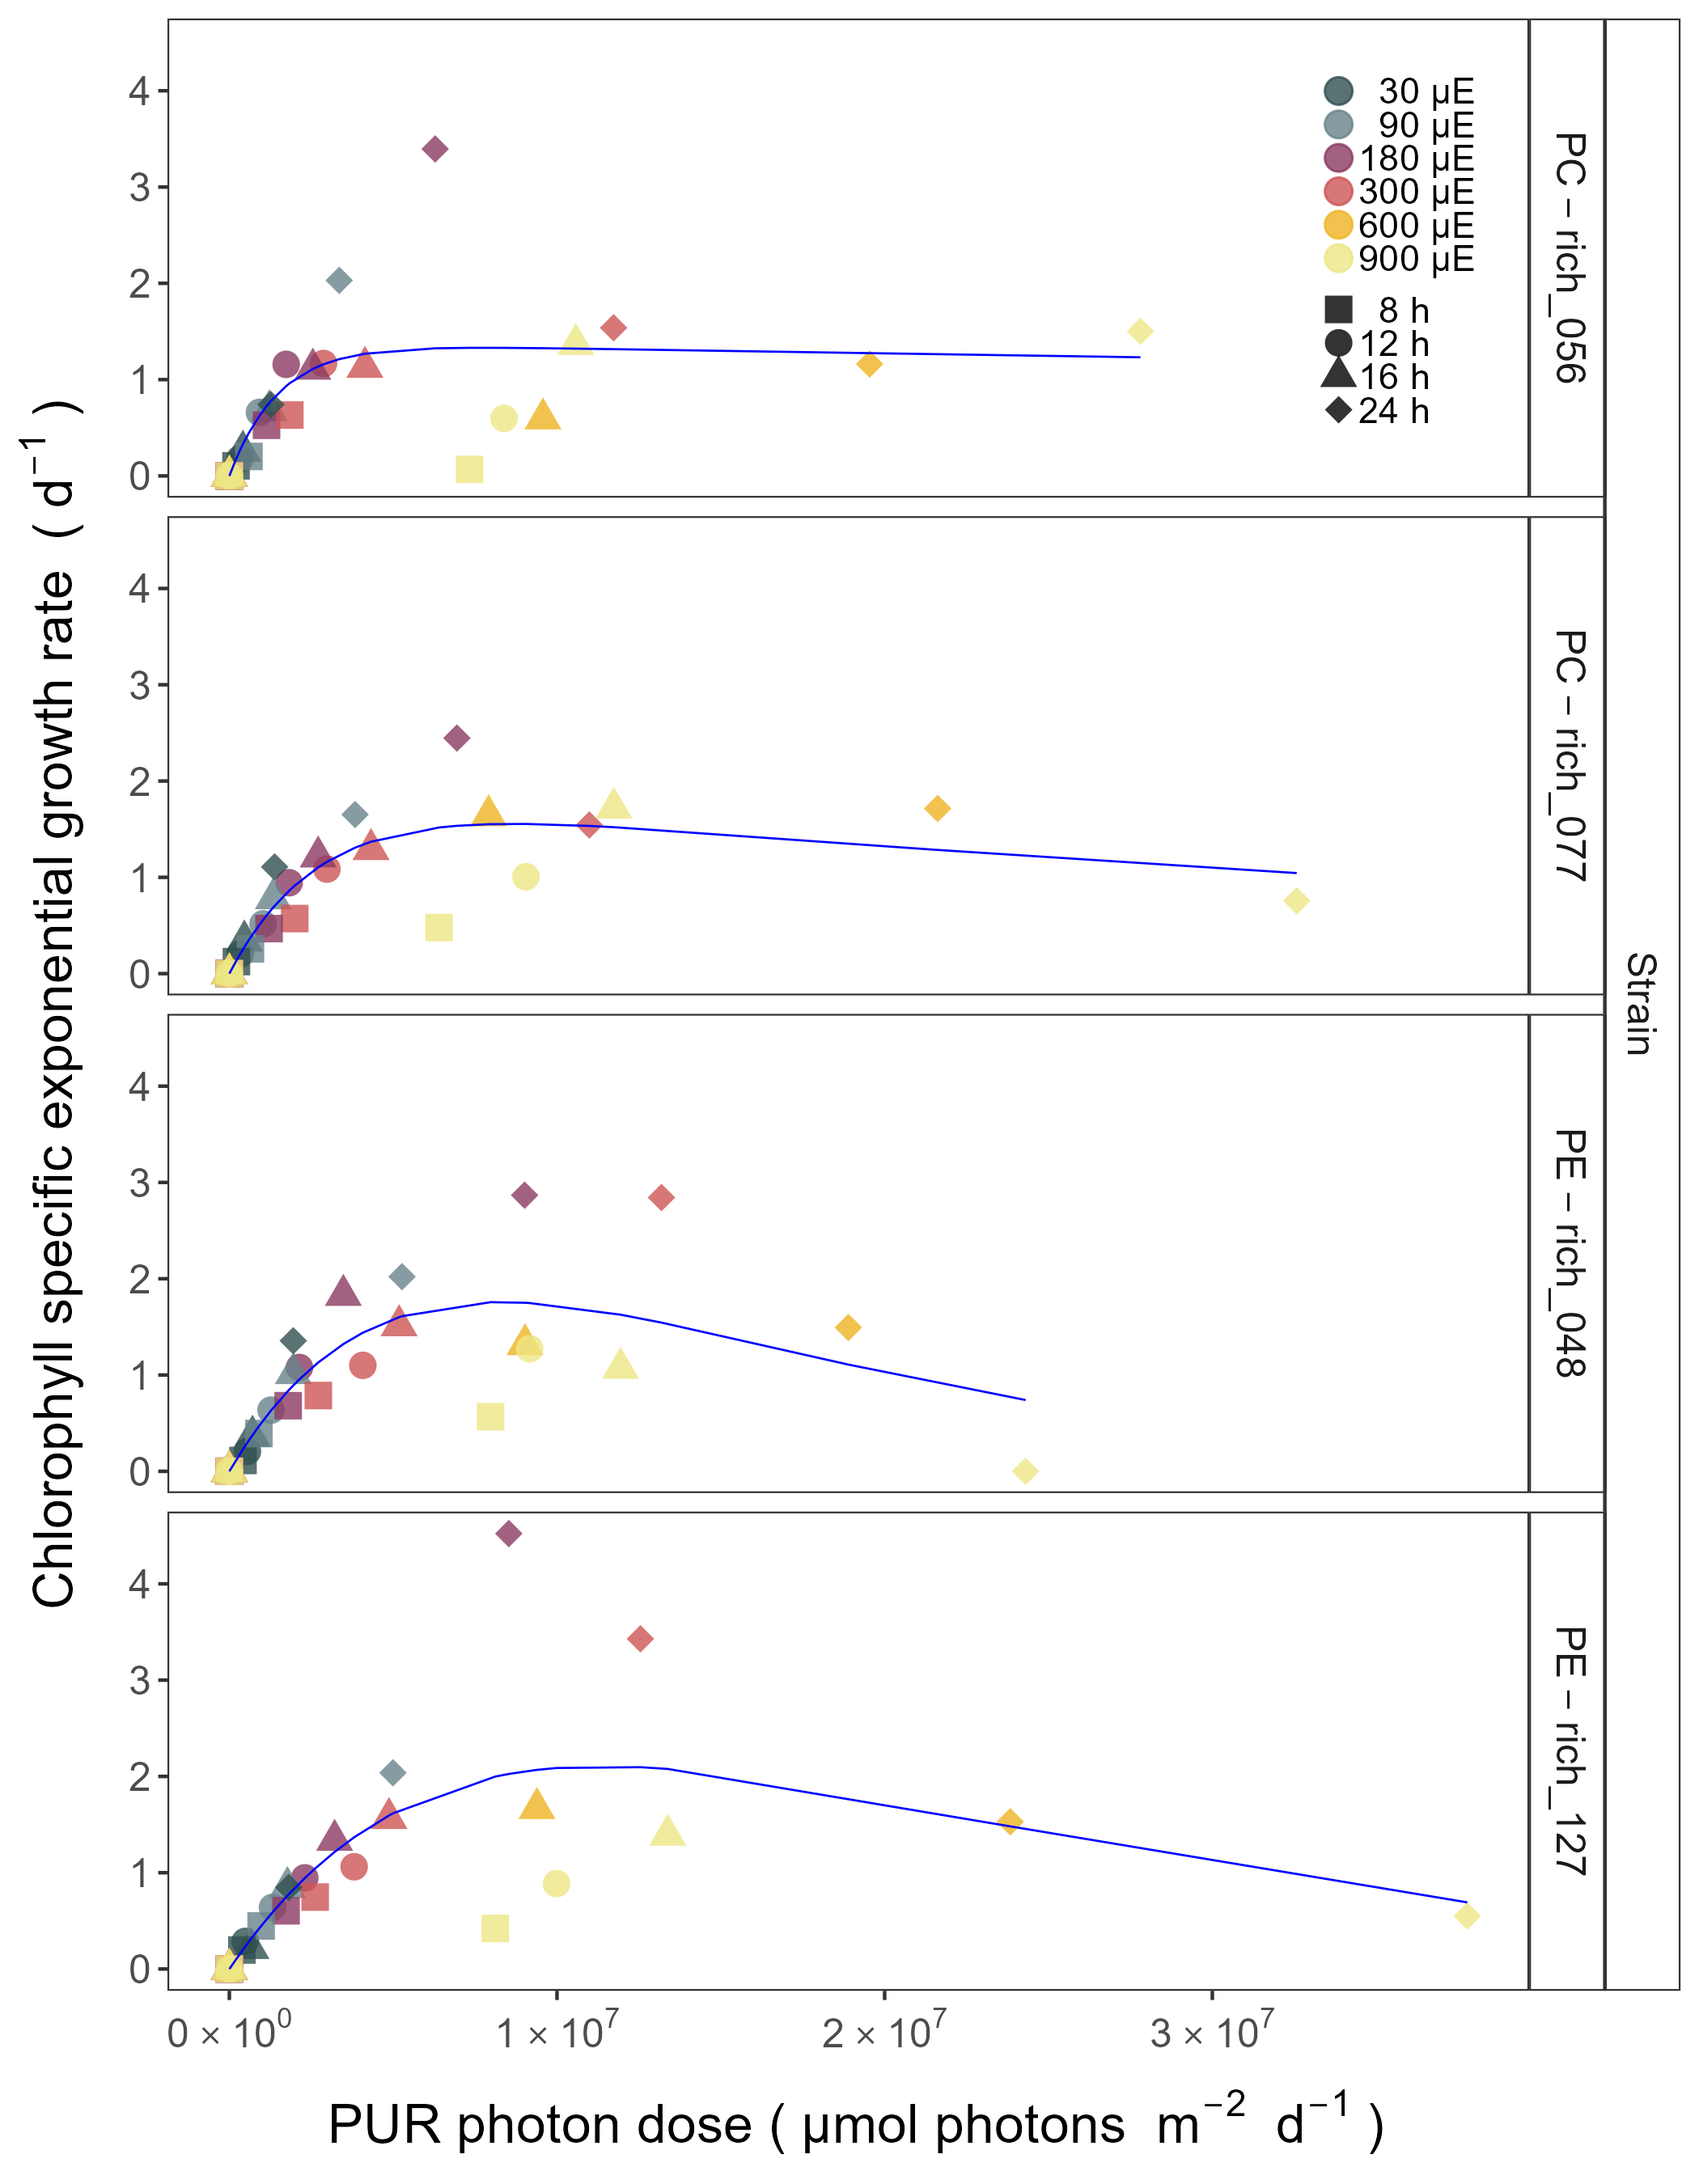 Chlorophyll specific exponential growth rate ( d⁻¹ )
4
3
2
1
0
30 µE
90 µE
180 µE
300 µE
600 µE
900 µE
8 h
12 h
16 h
24 h
PC − rich_056
4
3
2
1
0
PC − rich_077
4
3
2
1
0
PE − rich_048
4
3
2
1
0
PE − rich_127
Strain
0 × 10⁰
1 × 10⁷
2 × 10⁷
3 × 10⁷
PUR photon dose ( µmol photons m⁻² d⁻¹ )